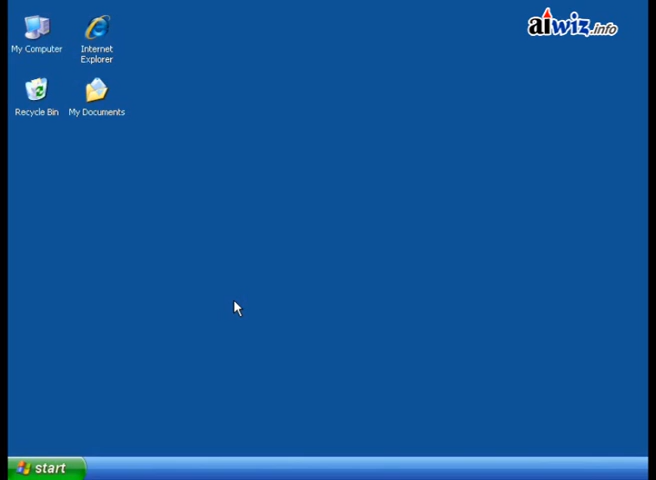 aiwiz.info
My Computer
Internet
Explorer
Recycle Bin
My Documents
start